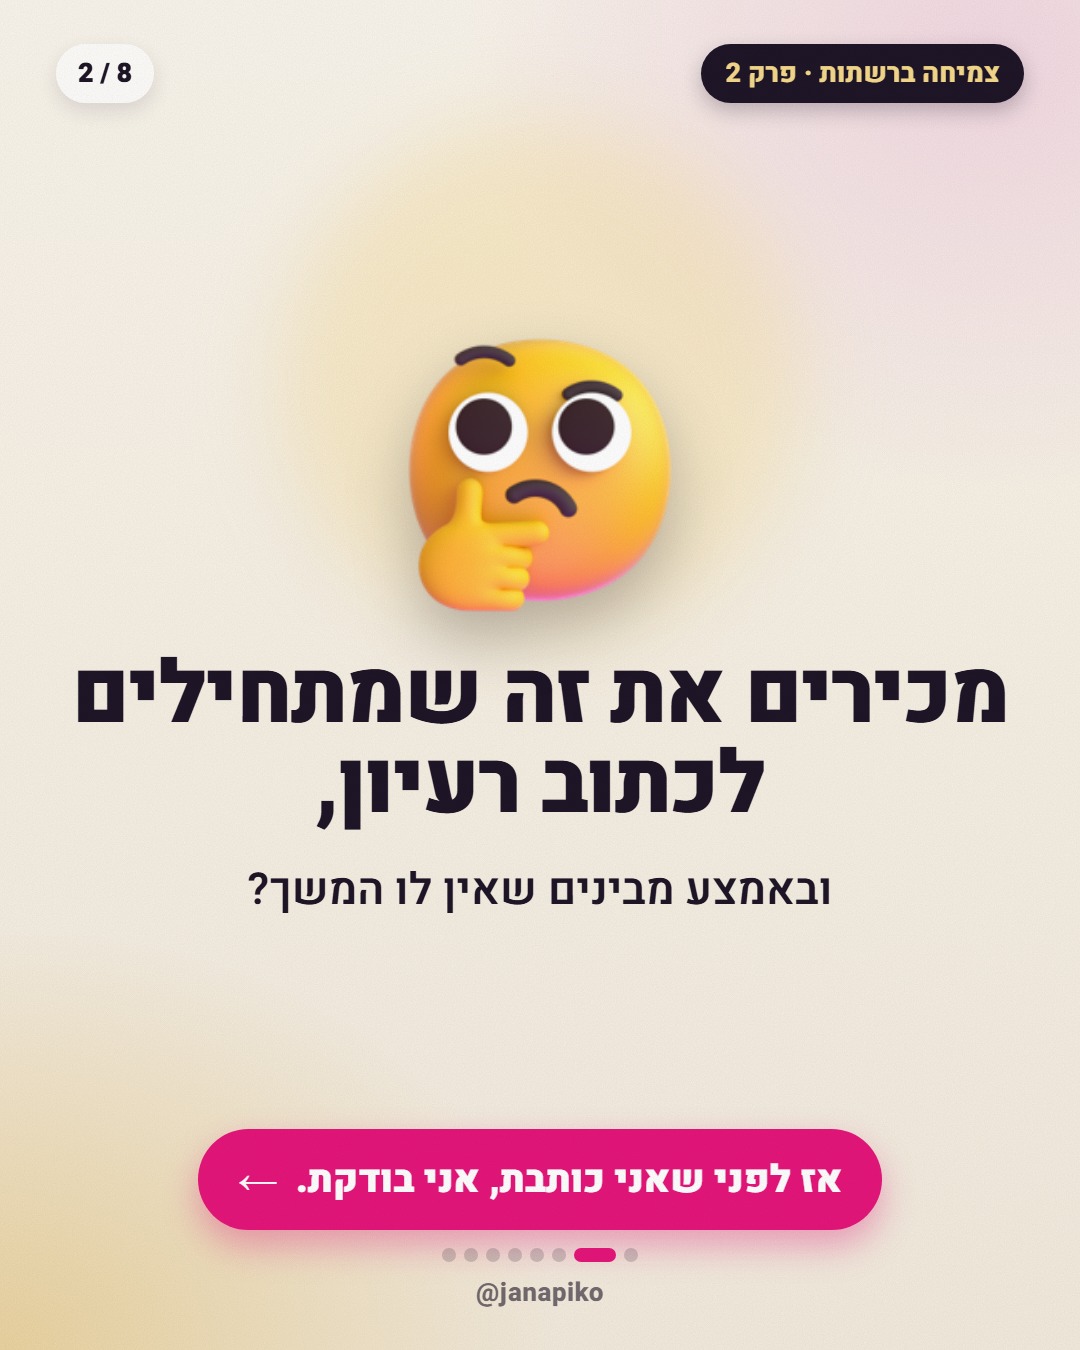 צמיחה ברשתות · פרק 2
2 / 8
מכירים את זה שמתחילים
לכתוב רעיון,
ובאמצע מבינים שאין לו המשך?
אז לפני שאני כותבת, אני בודקת. ←
@janapiko